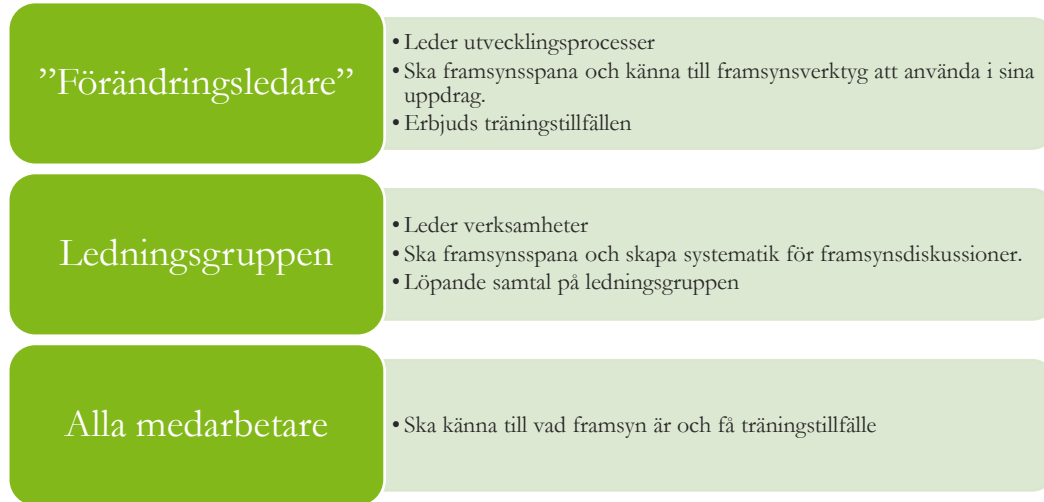 ”Förändringsledare”
• Leder utvecklingsprocesser
• Ska framsynsspana och känna till framsynsverktyg att använda i sina
uppdrag.
• Erbjuds träningstillfällen
Ledningsgruppen
• Leder verksamheter
• Ska framsynsspana och skapa systematik för framsynsdiskussioner.
• Löpande samtal på ledningsgruppen
Alla medarbetare
• Ska känna till vad framsyn är och få träningstillfälle